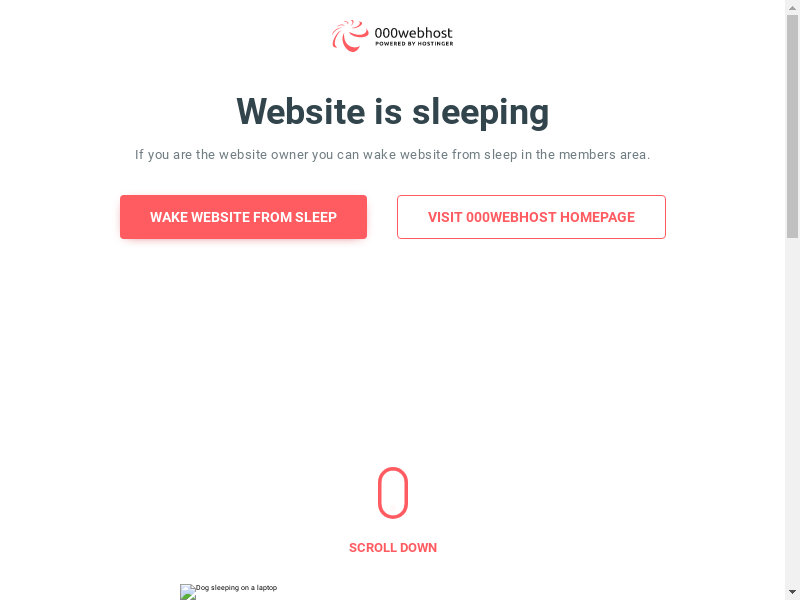 000webhost
POWERED BY HOSTINGER
Website is sleeping
If you are the website owner you can wake website from sleep in the members area.
WAKE WEBSITE FROM SLEEP
VISIT 000WEBHOST HOMEPAGE
SCROLL DOWN
Dog sleeping on a laptop